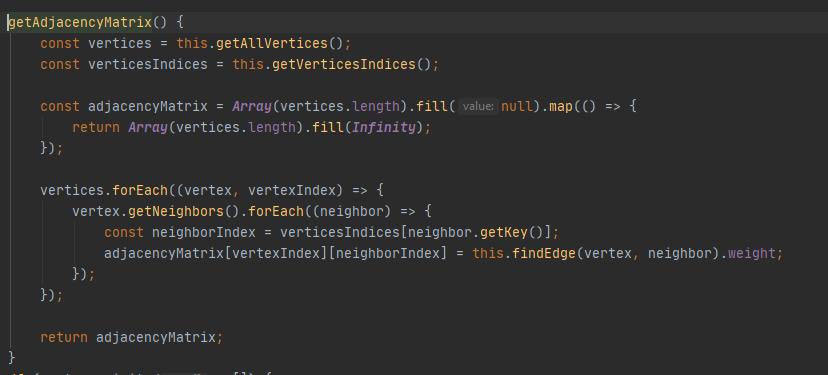 getAdjacencyMatrix() {
const vertices = this.getAllVertices();
const verticesIndices = this.getVerticesIndices();
const adjacencyMatrix = Array(vertices.length).fill( value: null).map(() => {
return Array(vertices.length).fill(Infinity);
});
vertices.forEach((vertex, vertexIndex) => {
vertex.getNeighbors().forEach((neighbor) => {
const neighborIndex = verticesIndices[neighbor.getKey()];
adjacencyMatrix[vertexIndex][neighborIndex] = this.findEdge(vertex, neighbor).weight;
});
});
return adjacencyMatrix;
}